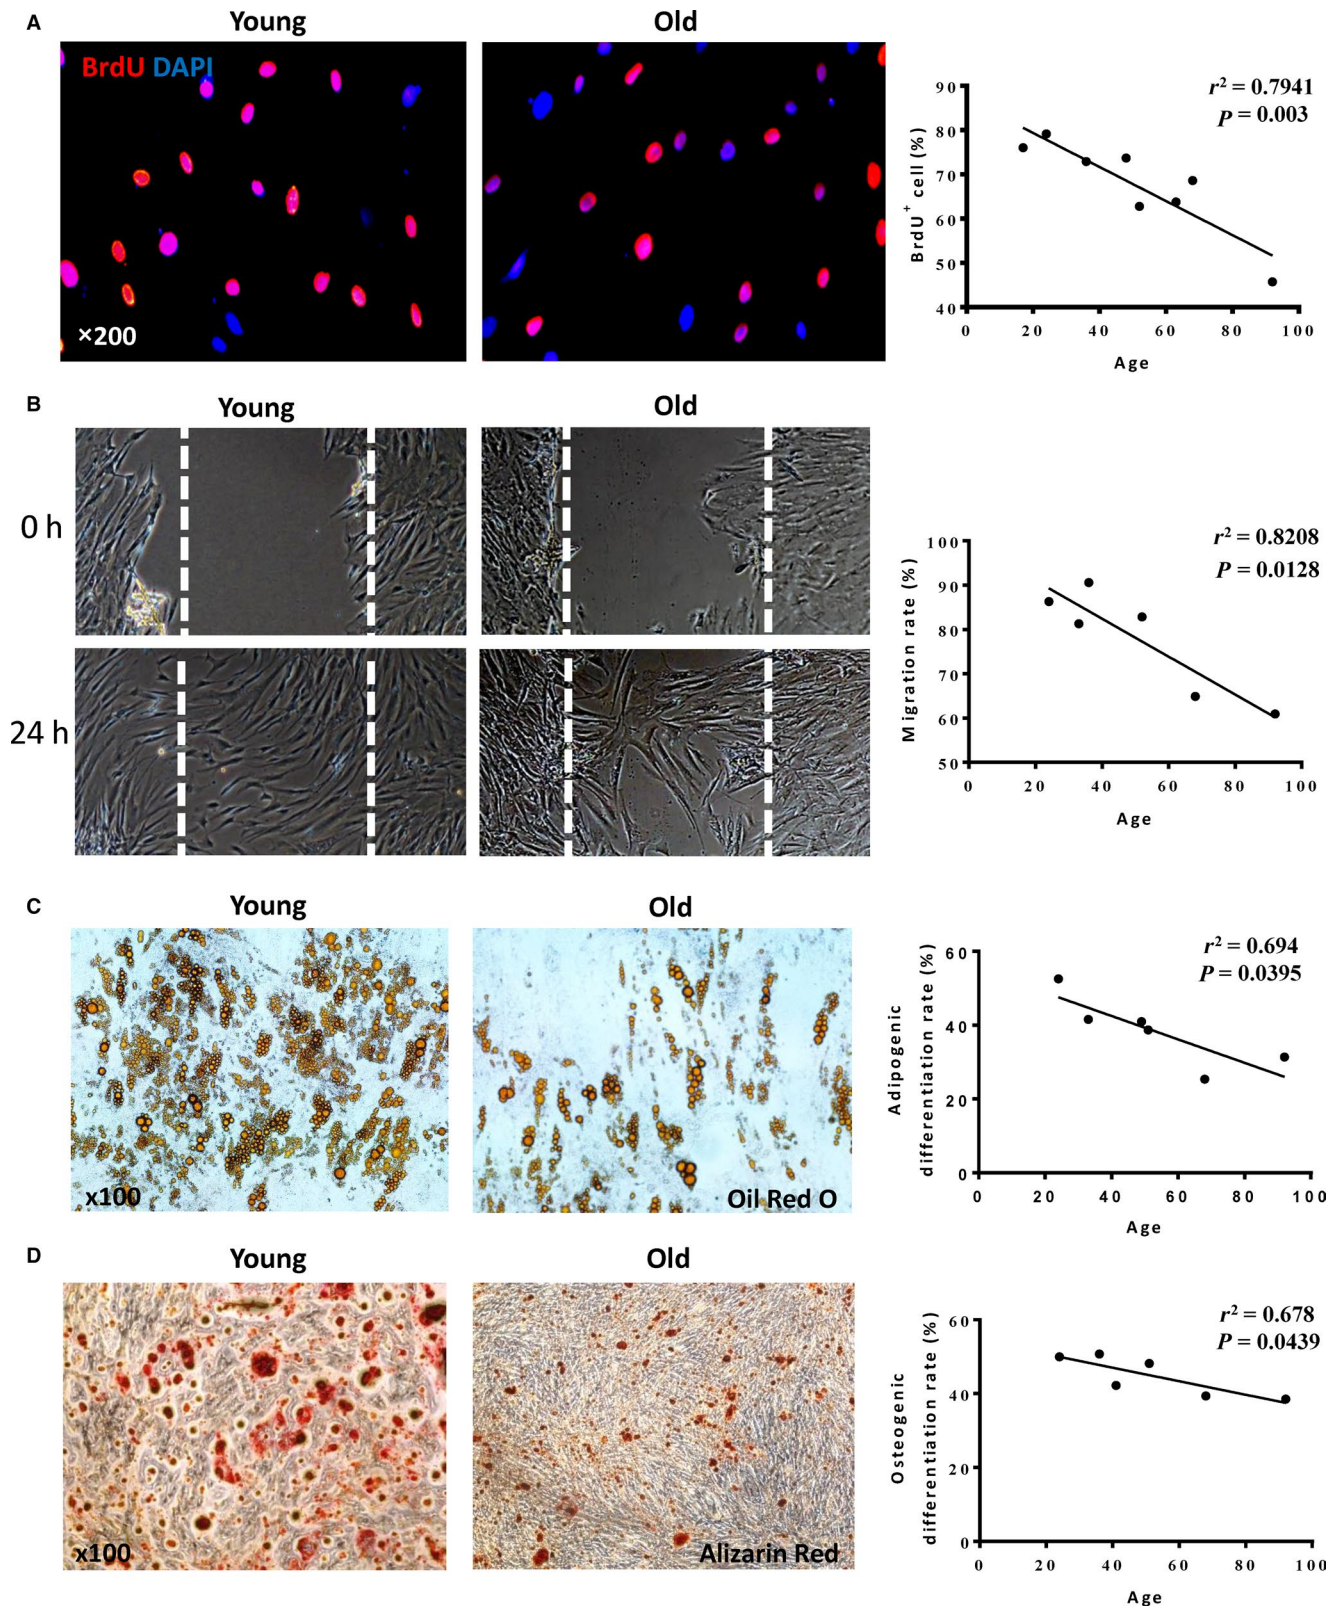 A
Young
Old
BrdU DAPI
×200
r² = 0.7941
P = 0.003
BrdU⁺ cell (%)
90
80
70
60
50
40
0 20 40 60 80 100
Age
B
Young
Old
0 h
24 h
r² = 0.8208
P = 0.0128
Migration rate (%)
100
90
80
70
60
50
0 20 40 60 80 100
Age
C
Young
Old
x100
Oil Red O
r² = 0.694
P = 0.0395
Adipogenic
differentiation rate (%)
60
40
20
0
0 20 40 60 80 100
Age
D
Young
Old
x100
Alizarin Red
r² = 0.678
P = 0.0439
Osteogenic
differentiation rate (%)
60
40
20
0
0 20 40 60 80 100
Age